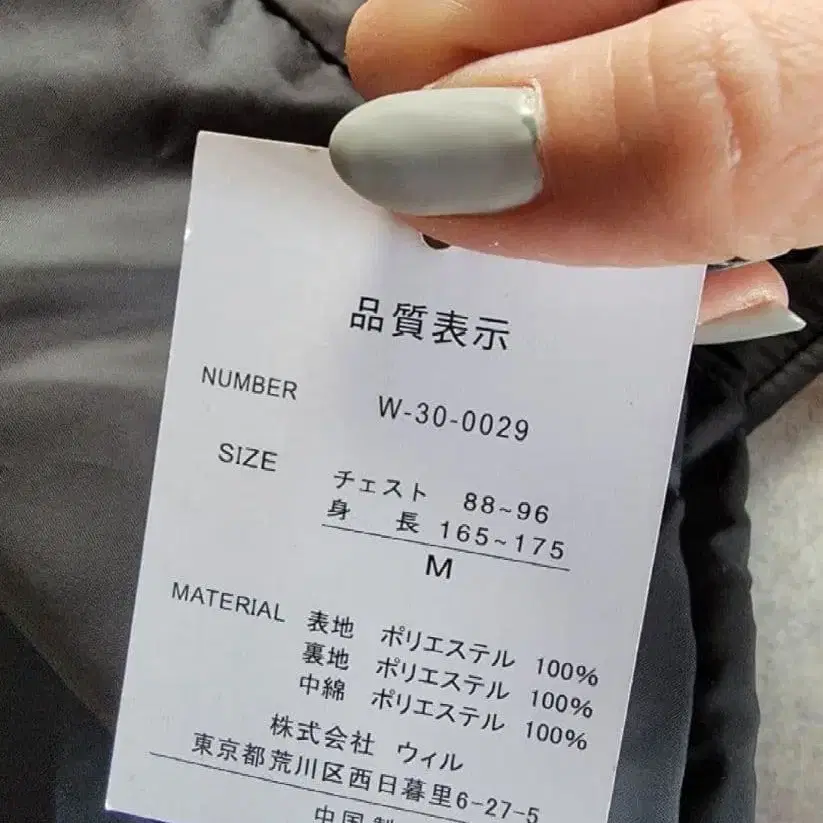 品質表示
NUMBER W-30-0029
SIZE チェスト 88~96
身 長 165~175
M
MATERIAL 表地 ポリエステル 100%
裏地 ポリエステル 100%
中綿 ポリエステル 100%
株式会社 ウィル
東京都荒川区西日暮里6-27-5
中国製